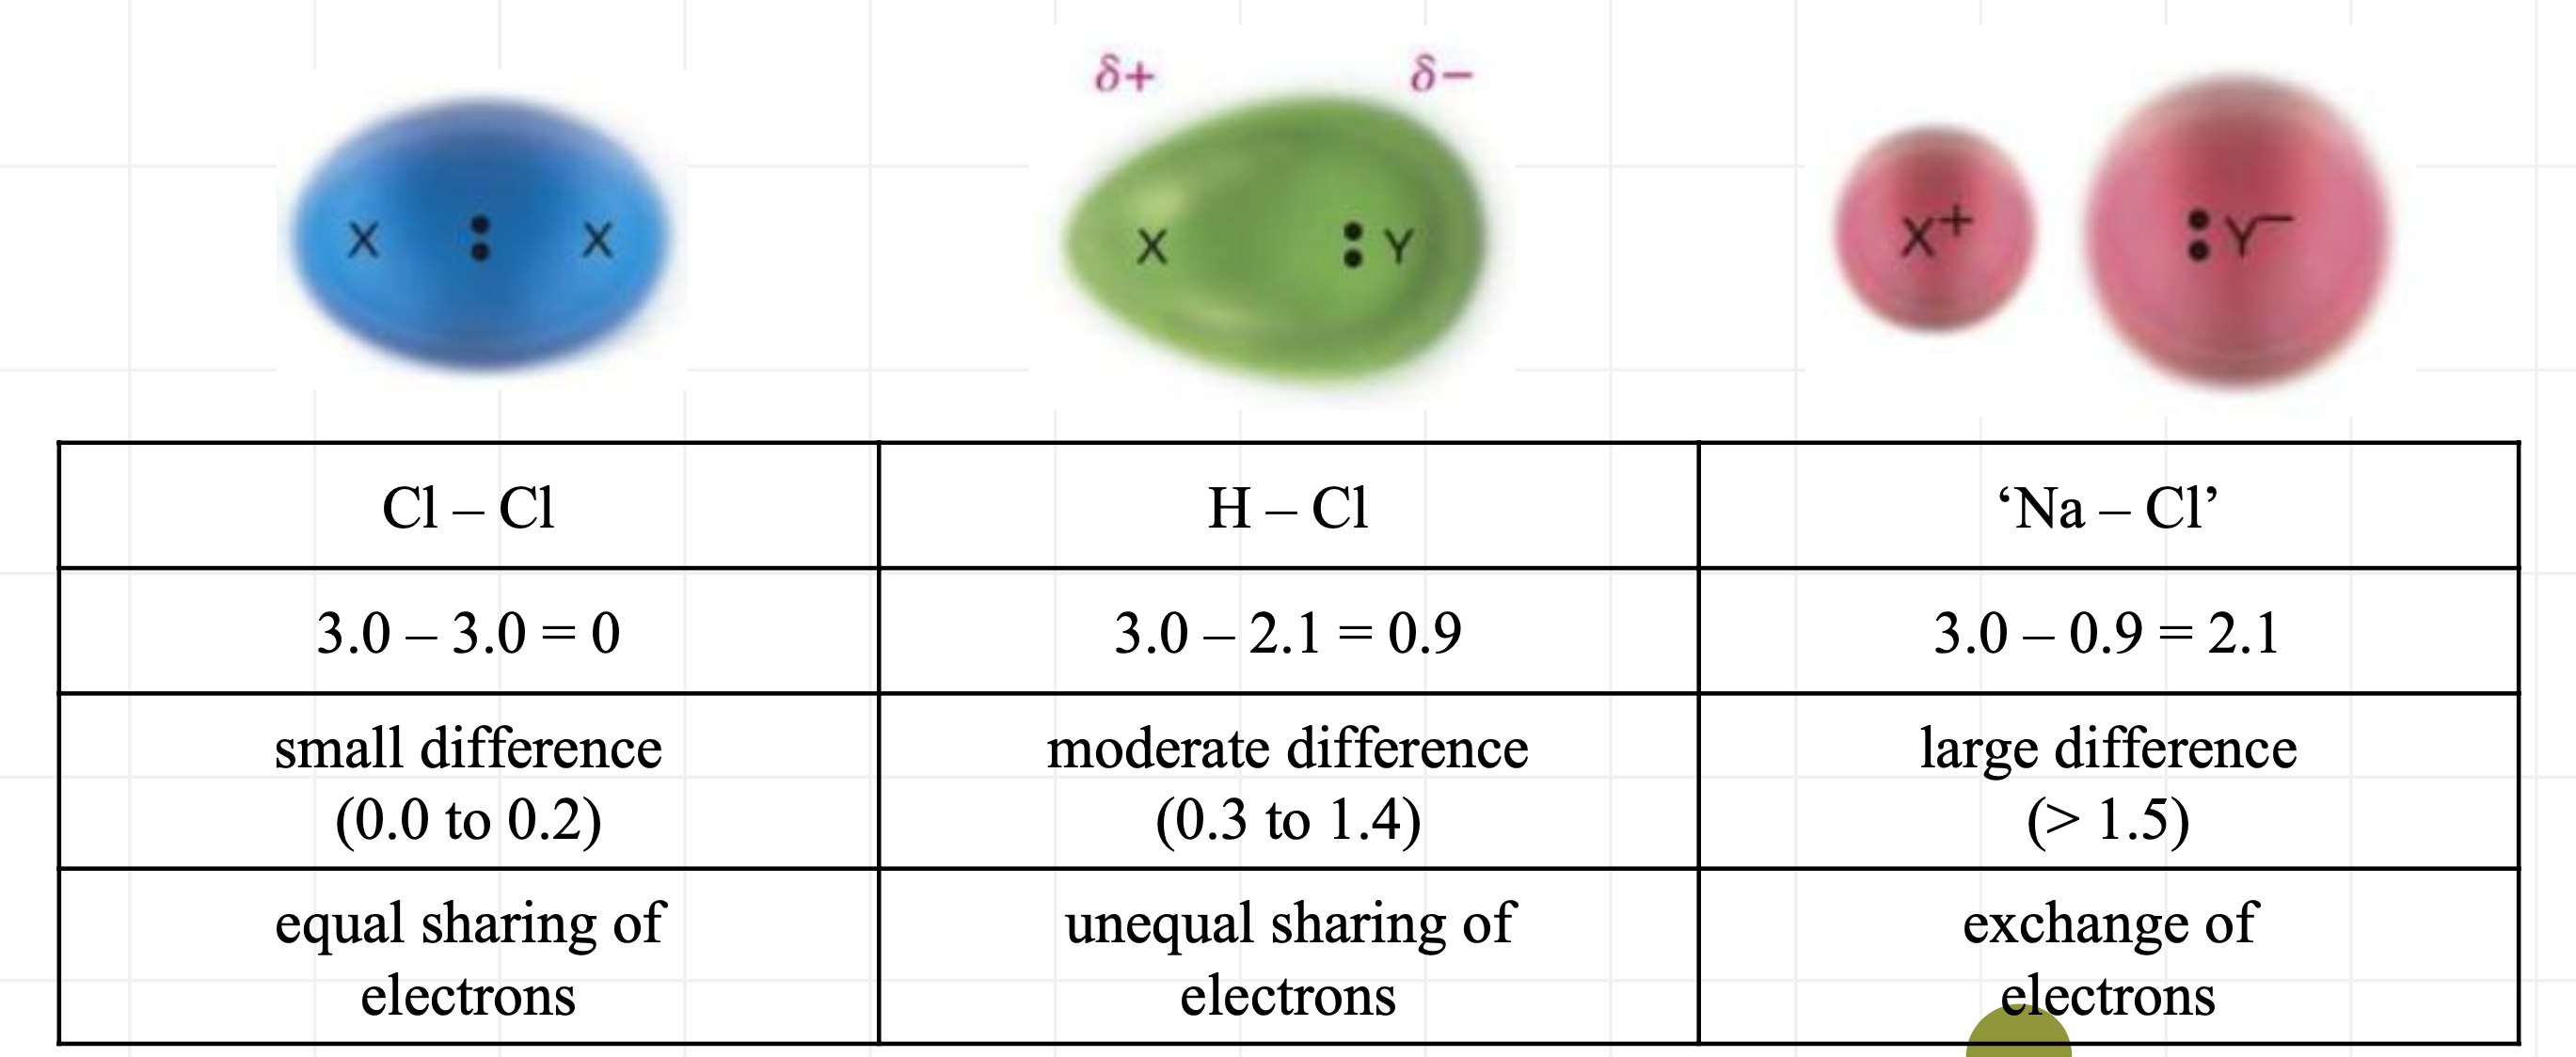 δ+ δ−
X : X
X : Y
X⁺ : Y⁻
Cl – Cl
H – Cl
‘Na – Cl’
3.0 – 3.0 = 0
3.0 – 2.1 = 0.9
3.0 – 0.9 = 2.1
small difference
(0.0 to 0.2)
moderate difference
(0.3 to 1.4)
large difference
(> 1.5)
equal sharing of
electrons
unequal sharing of
electrons
exchange of
electrons